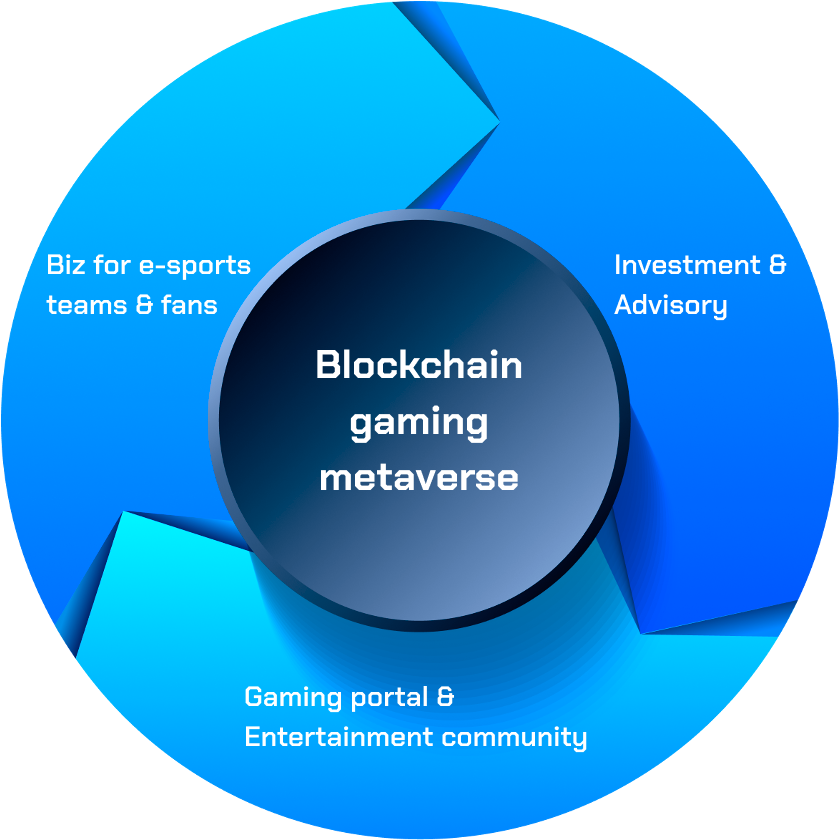 Biz for e-sports
teams & fans
Investment &
Advisory
Blockchain
gaming
metaverse
Gaming portal &
Entertainment community